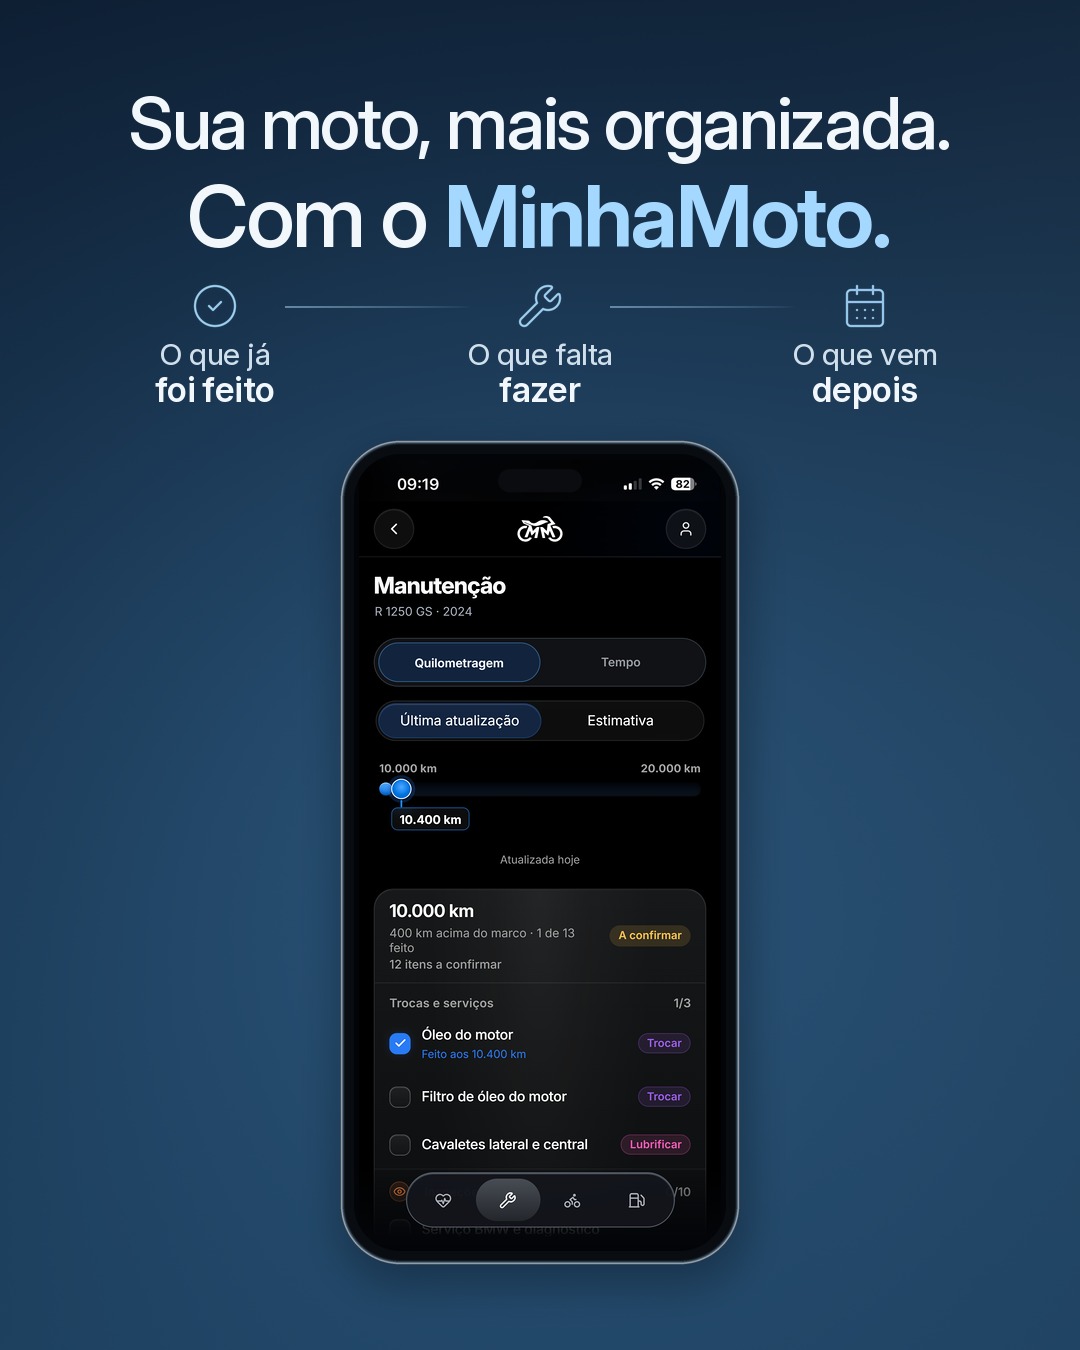 Sua moto, mais organizada.
Com o MinhaMoto.
O que já
foi feito
O que falta
fazer
O que vem
depois
09:19
82
MM
Manutenção
R 1250 GS · 2024
Quilometragem
Tempo
Última atualização
Estimativa
10.000 km
20.000 km
10.400 km
Atualizada hoje
10.000 km
400 km acima do marco · 1 de 13
feito
12 itens a confirmar
A confirmar
Trocas e serviços
1/3
Óleo do motor
Feito aos 10.400 km
Trocar
Filtro de óleo do motor
Trocar
Cavaletes lateral e central
Lubrificar
/10
Serviço BMW e diagnóstico